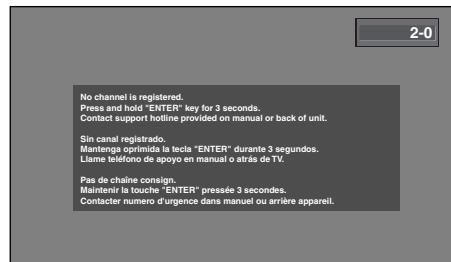 2-0
No channel is registered.
Press and hold "ENTER" key for 3 seconds.
Contact support hotline provided on manual or back of unit.
Sin canal registrado.
Mantenga oprimida la tecla "ENTER" durante 3 segundos.
Llame teléfono de apoyo en manual o atrás de TV.
Pas de chaîne consign.
Maintenir la touche "ENTER" pressée 3 secondes.
Contacter numero d'urgence dans manuel ou arrière appareil.